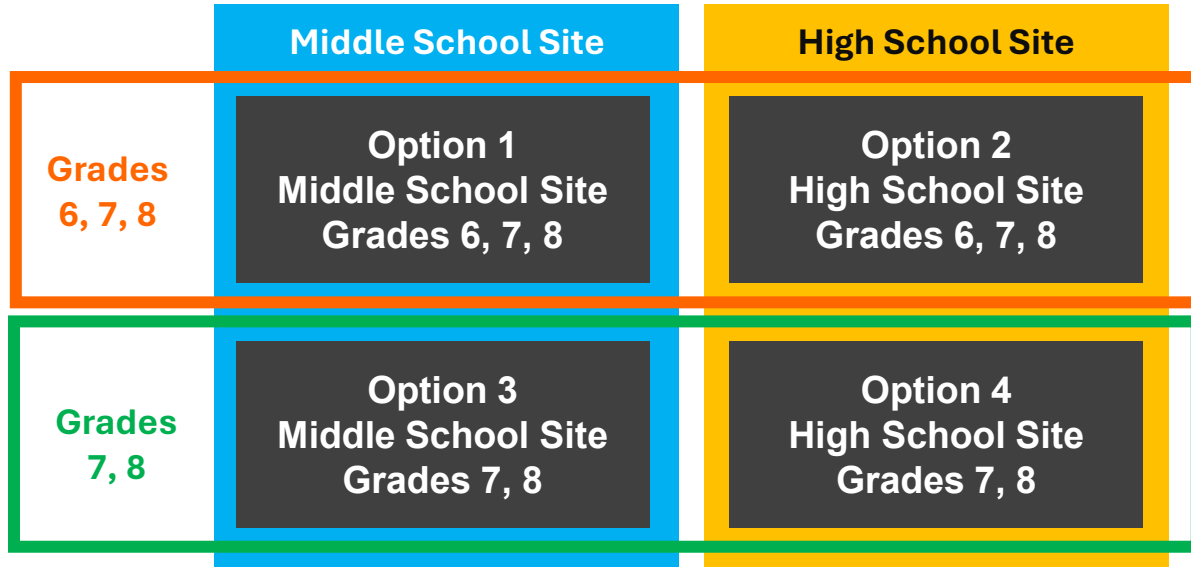 Middle School Site
High School Site
Grades
6, 7, 8
Option 1
Middle School Site
Grades 6, 7, 8
Option 2
High School Site
Grades 6, 7, 8
Grades
7, 8
Option 3
Middle School Site
Grades 7, 8
Option 4
High School Site
Grades 7, 8